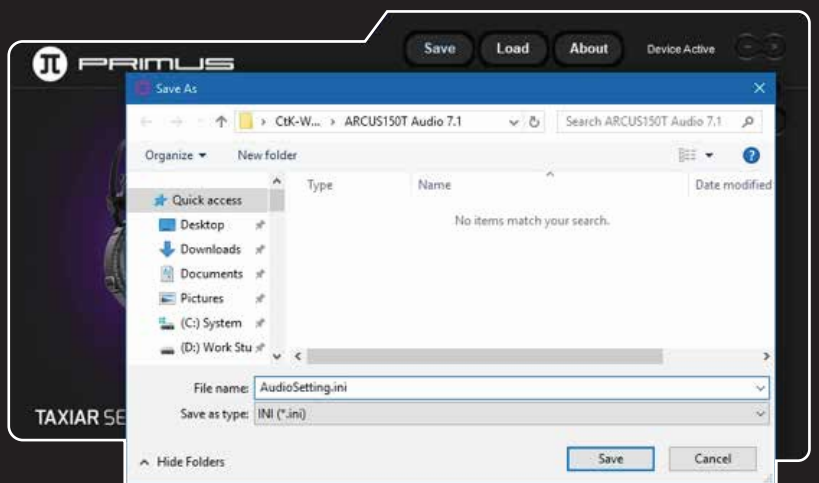 PRIMUS
Save Load About Device Active
Save As
CtK-W... > ARCUS150T Audio 7.1
Search ARCUS150T Audio 7.1
Organize New folder
Type Name Date modified
Quick access
No items match your search.
Desktop
Downloads
Documents
Pictures
(C:) System
(D:) Work Stu
File name: AudioSetting.ini
Save as type: INI (*.ini)
TAXIAR SE
Hide Folders
Save Cancel